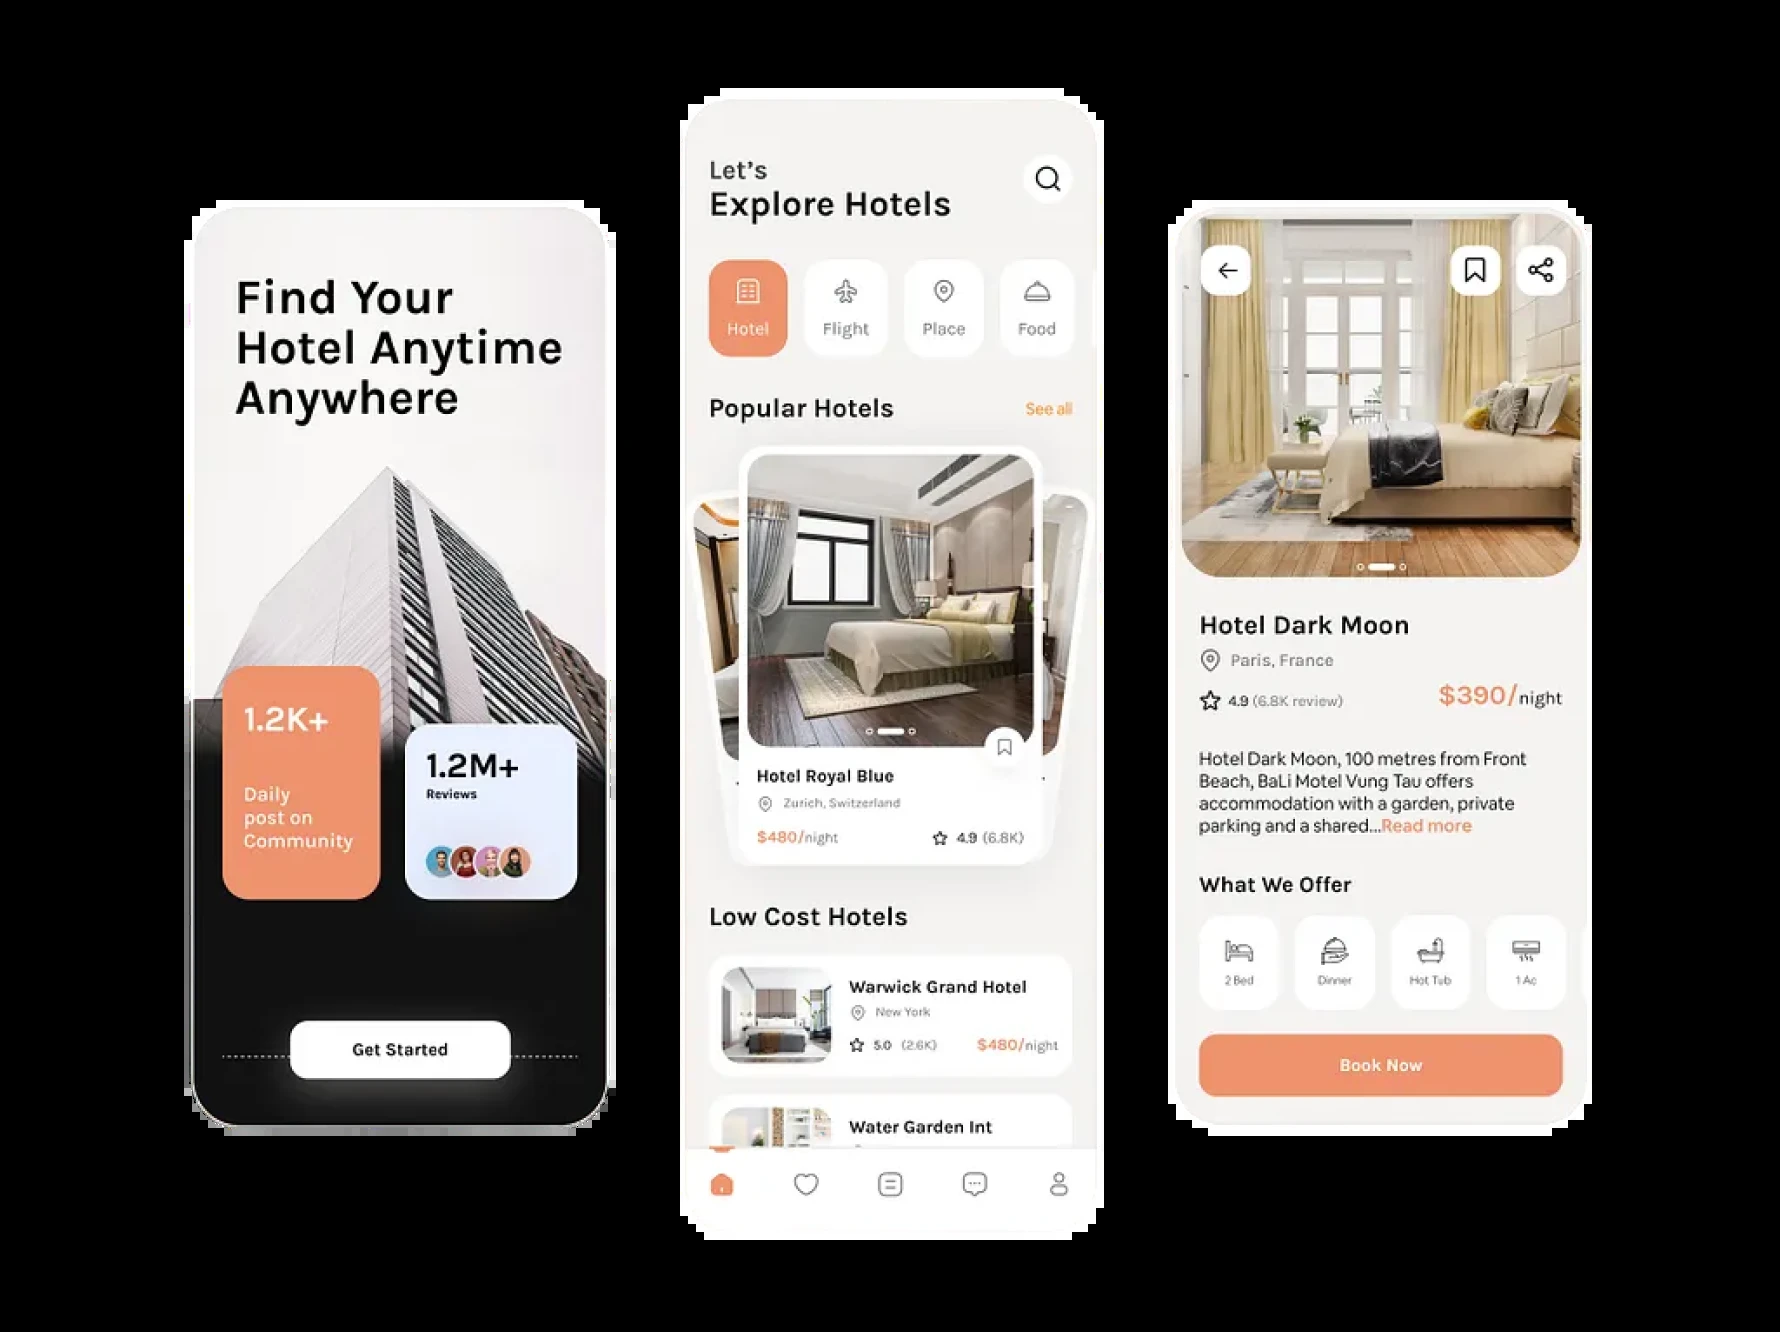 Find Your
Hotel Anytime
Anywhere
1.2K+
Daily
post on
Community
1.2M+
Reviews
Get Started
Let's
Explore Hotels
Hotel
Flight
Place
Food
Popular Hotels
See all
Hotel Royal Blue
Zurich, Switzerland
$480/night
4.9 (6.8K)
Low Cost Hotels
Warwick Grand Hotel
New York
5.0 (2.6K)
$480/night
Water Garden Int
Hotel Dark Moon
Paris, France
4.9 (6.8K review)
$390/night
Hotel Dark Moon, 100 metres from Front
Beach, BaLi Motel Vung Tau offers
accommodation with a garden, private
parking and a shared...Read more
What We Offer
2 Bed
Dinner
Hot Tub
1 Ac
Book Now